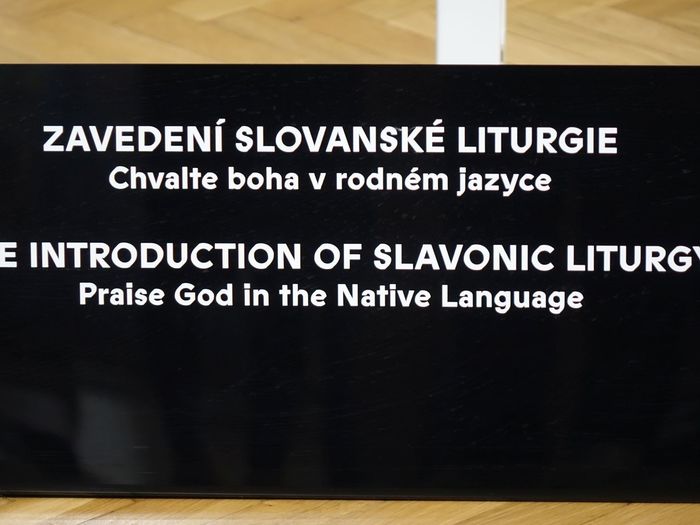 ZAVEDENÍ SLOVANSKÉ LITURGIE
Chvalte boha v rodném jazyce
E INTRODUCTION OF SLAVONIC LITURGY
Praise God in the Native Language